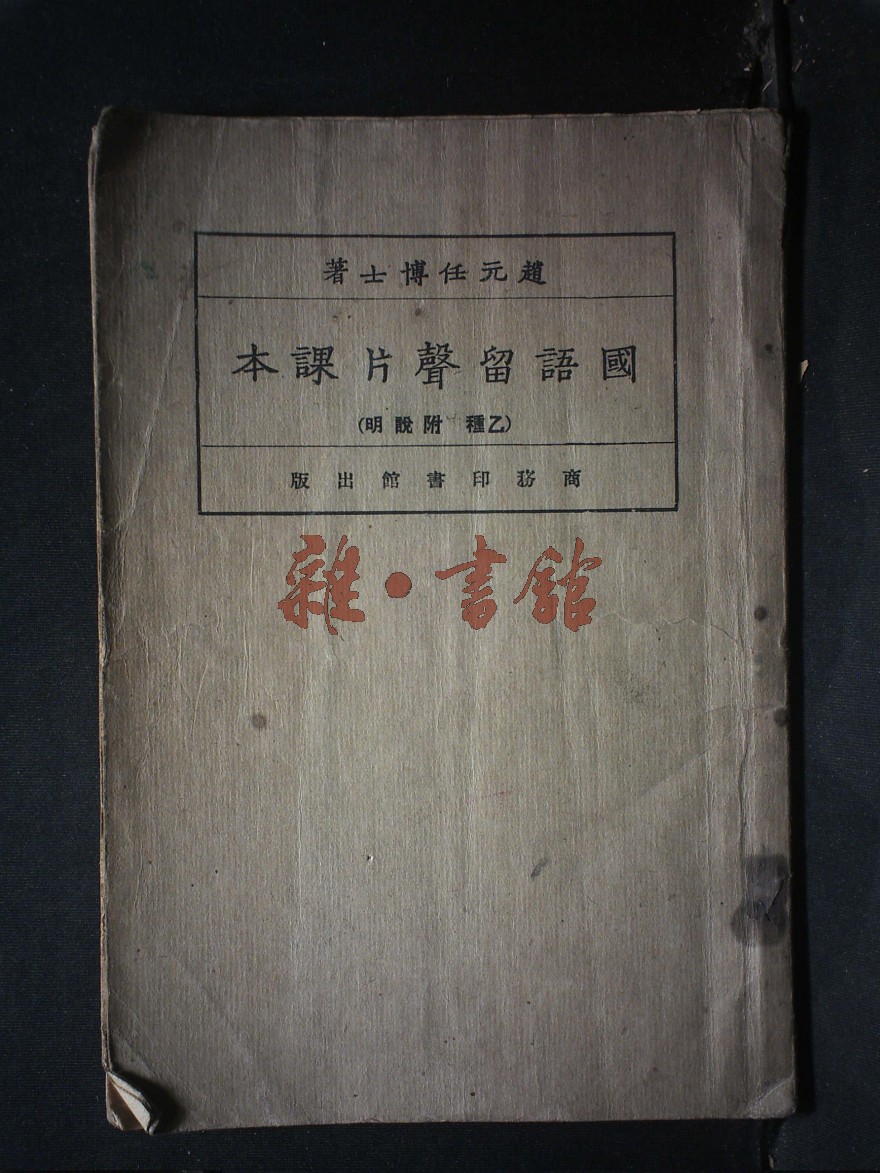 趙元任博士著
國語留聲片課本
(乙種 附說明)
商務印書館出版
雜·書館